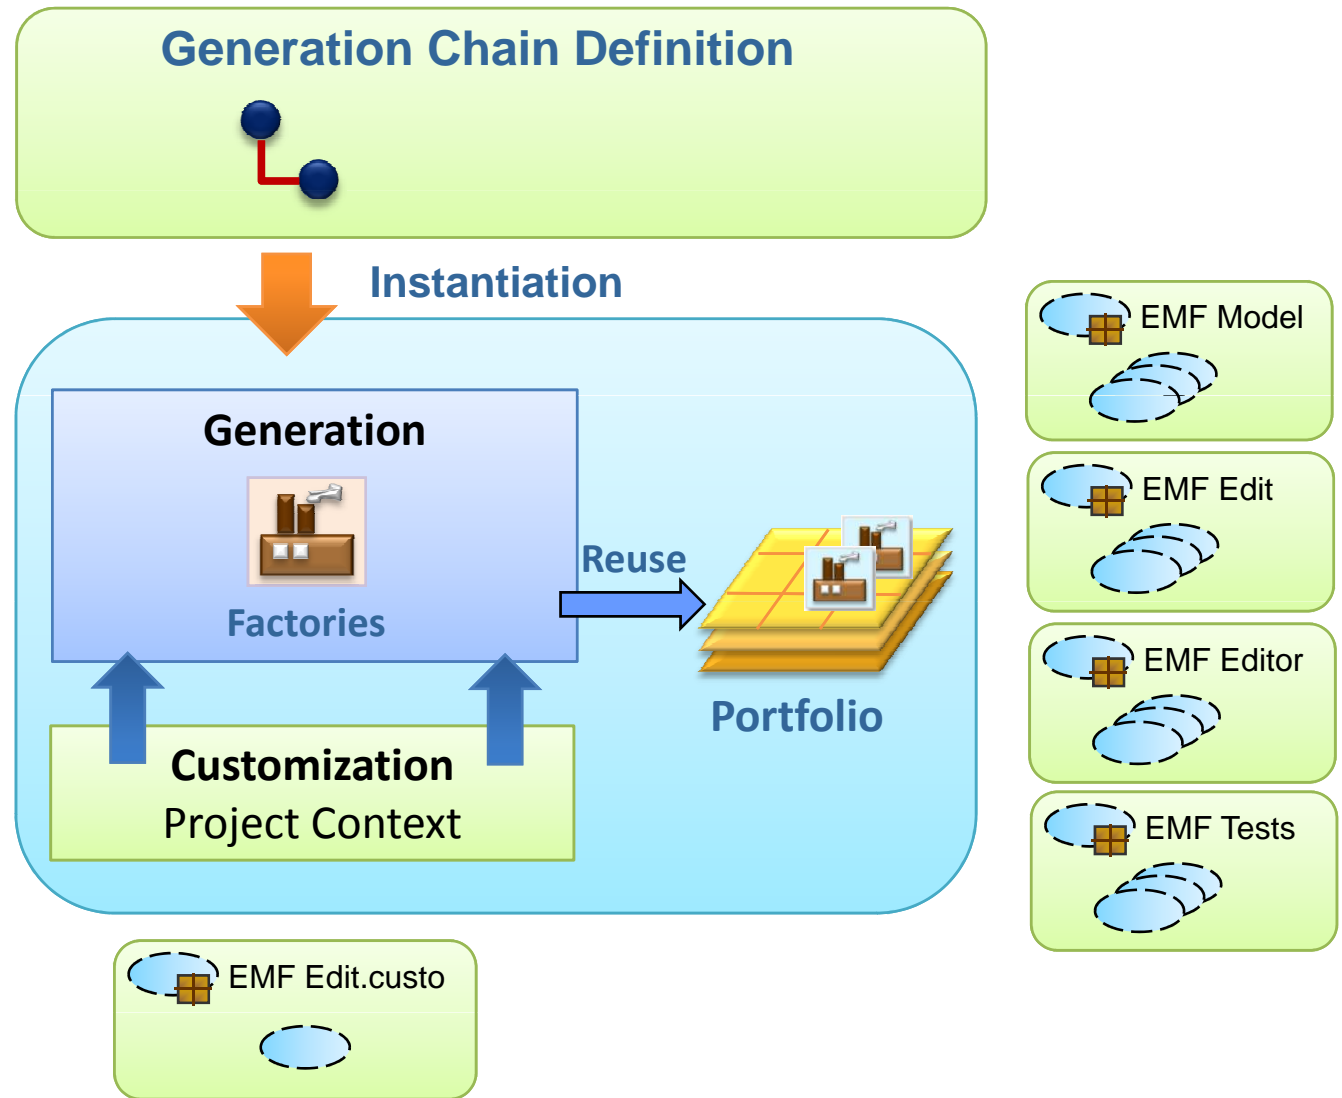 Generation Chain Definition
Instantiation
Generation
Factories
Reuse
Portfolio
Customization
Project Context
EMF Model
EMF Edit
EMF Editor
EMF Tests
EMF Edit.custo